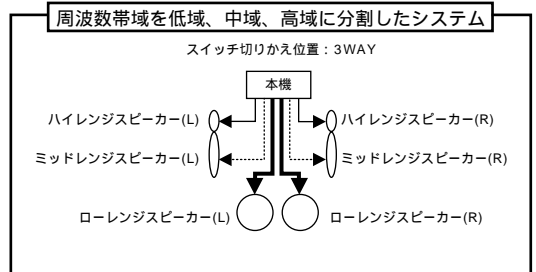 周波数帯域を低域、中域、高域に分割したシステム
スイッチ切りかえ位置：3WAY
本機
ハイレンジスピーカー(L)
ハイレンジスピーカー(R)
ミッドレンジスピーカー(L)
ミッドレンジスピーカー(R)
ローレンジスピーカー(L)
ローレンジスピーカー(R)